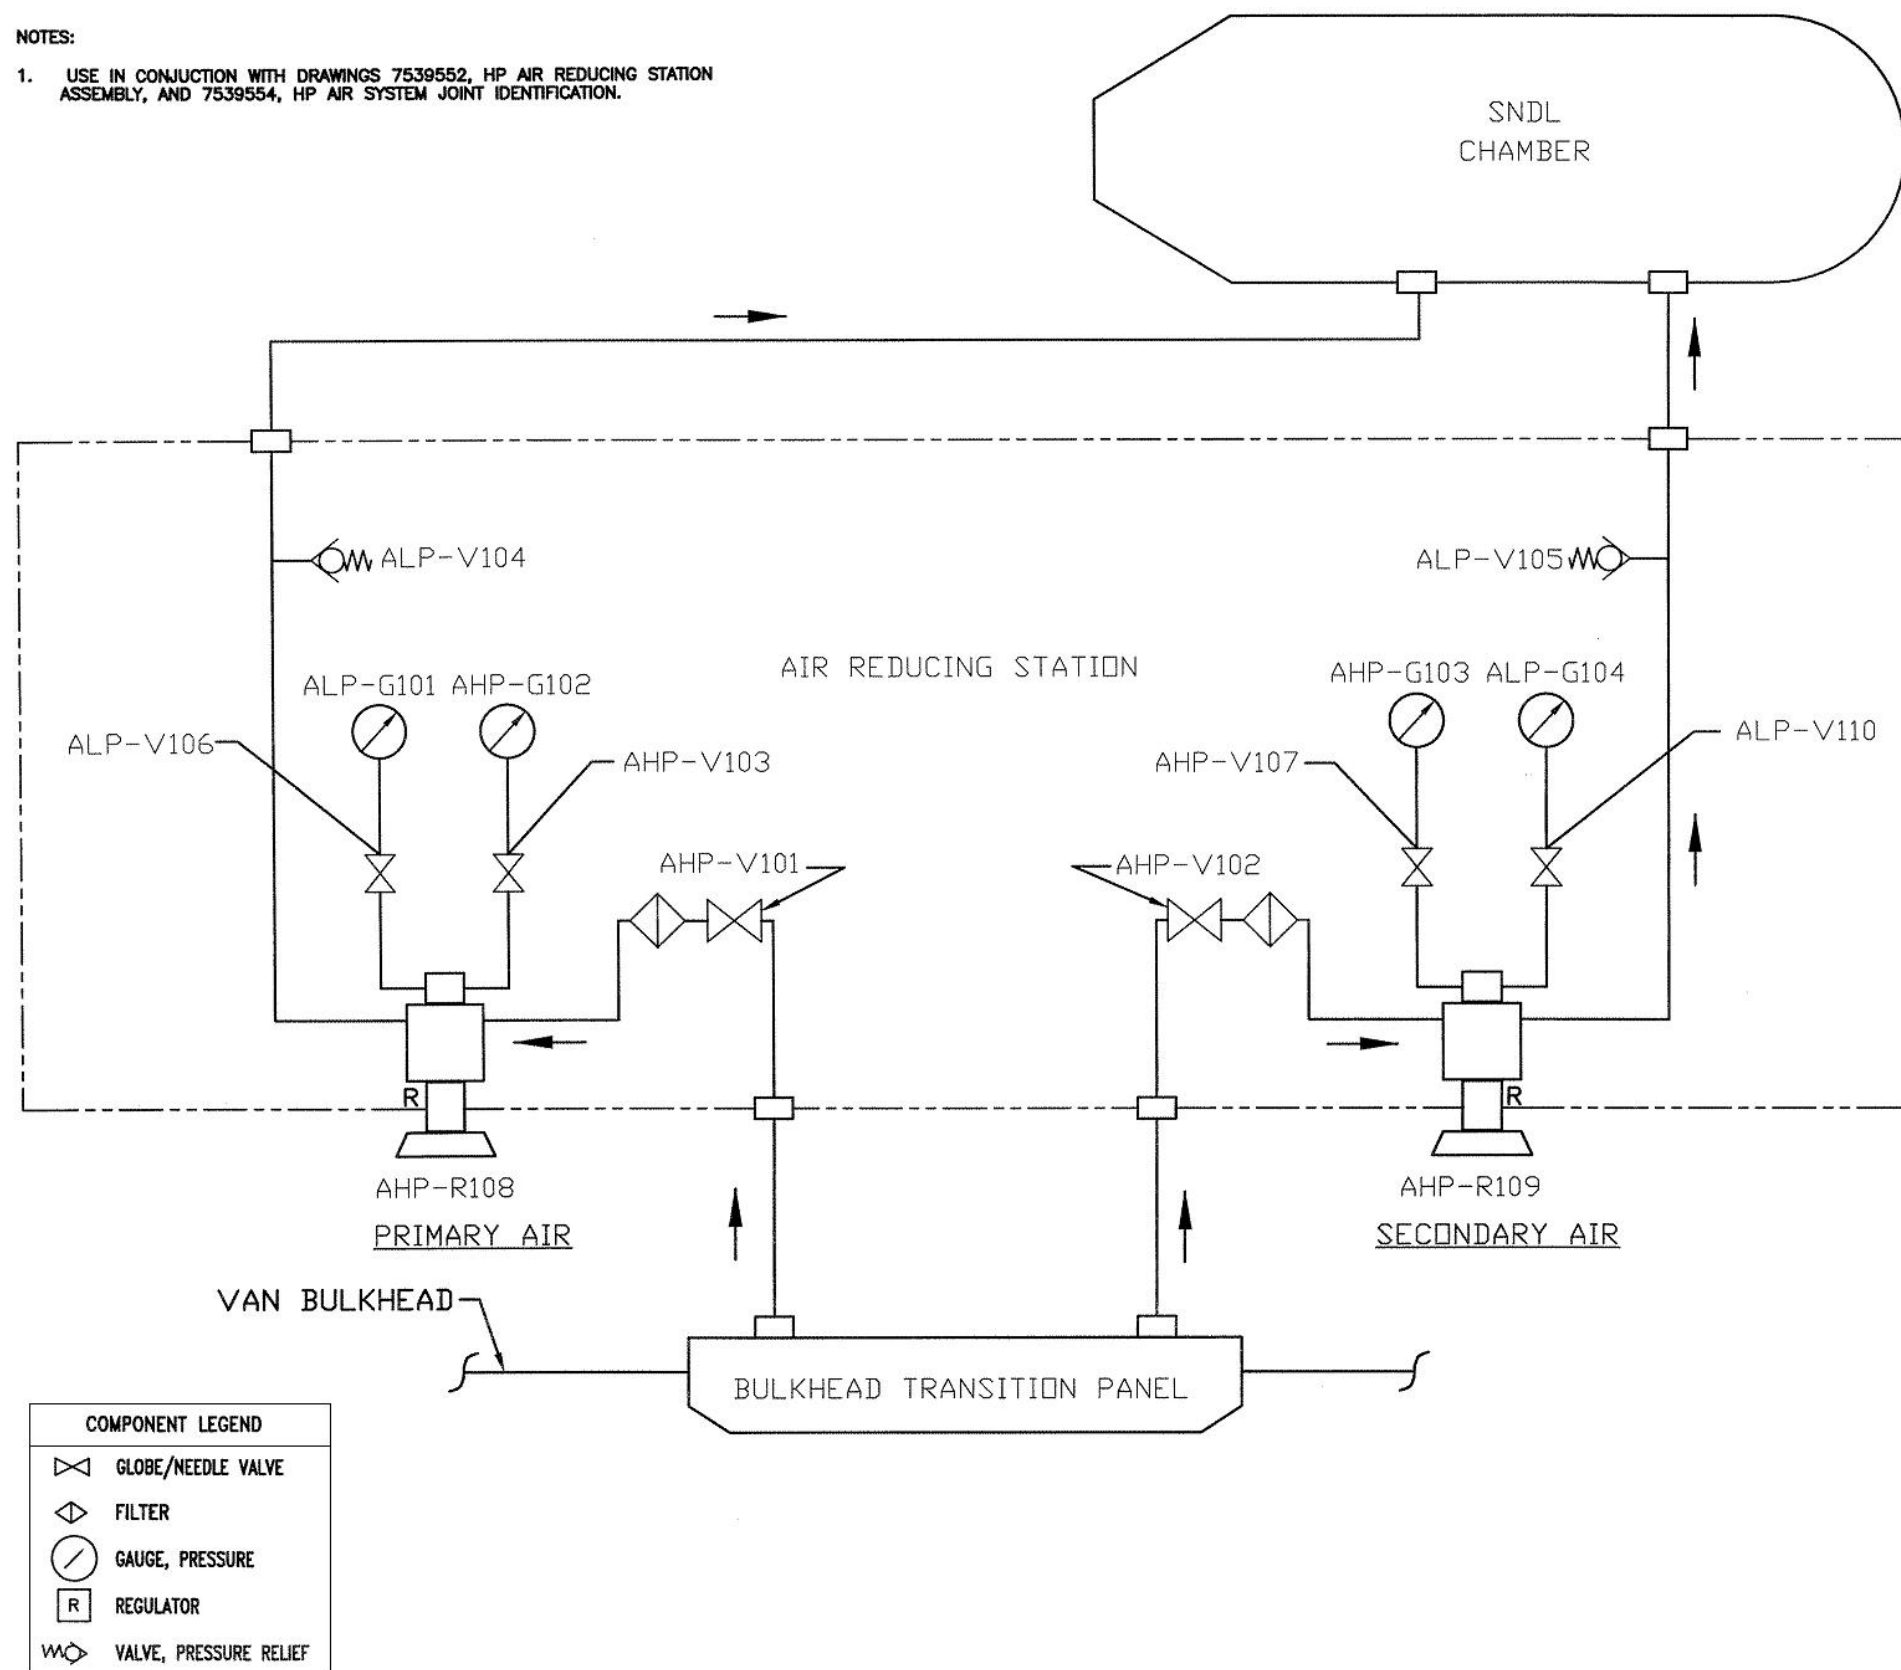 NOTES:
1. USE IN CONJUCTION WITH DRAWINGS 7539552, HP AIR REDUCING STATION
ASSEMBLY, AND 7539554, HP AIR SYSTEM JOINT IDENTIFICATION.
SNDL
CHAMBER
ALP-V104
ALP-V105
AIR REDUCING STATION
ALP-G101
AHP-G102
AHP-G103
ALP-G104
ALP-V106
AHP-V103
AHP-V107
ALP-V110
AHP-V101
AHP-V102
R
R
AHP-R108
PRIMARY AIR
AHP-R109
SECONDARY AIR
VAN BULKHEAD
BULKHEAD TRANSITION PANEL
COMPONENT LEGEND
GLOBE/NEEDLE VALVE
FILTER
GAUGE, PRESSURE
R REGULATOR
VALVE, PRESSURE RELIEF